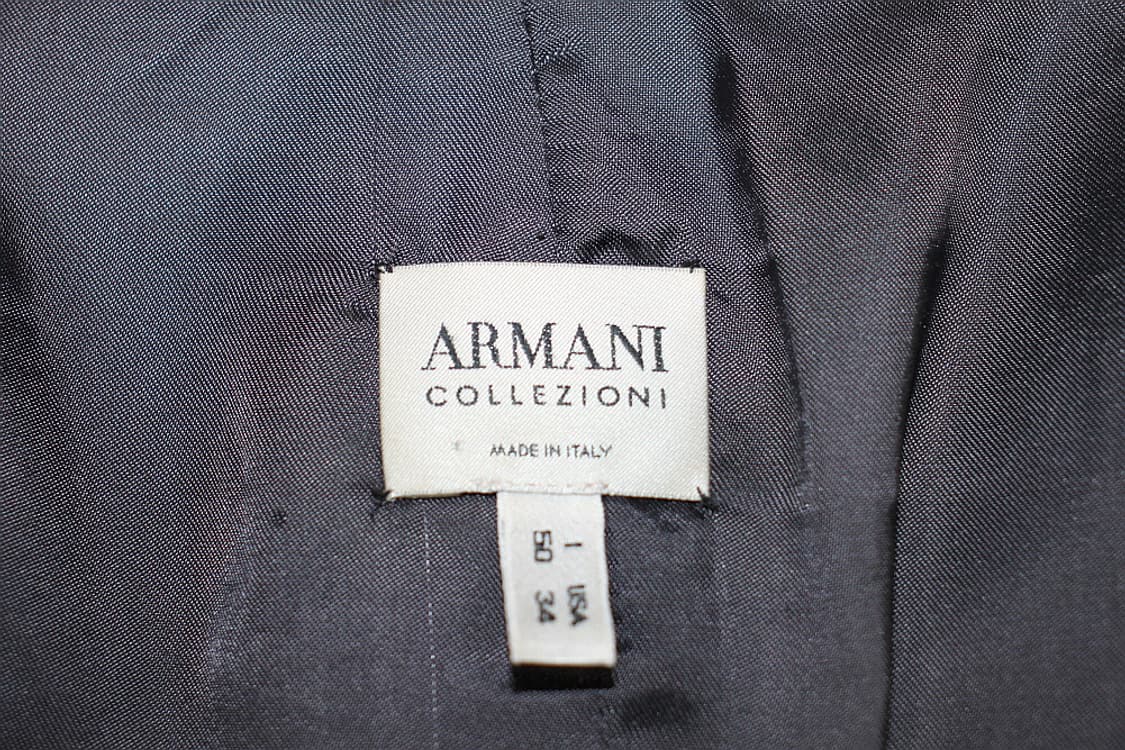 ARMANI
COLLEZIONI
MADE IN ITALY
I USA
50 34